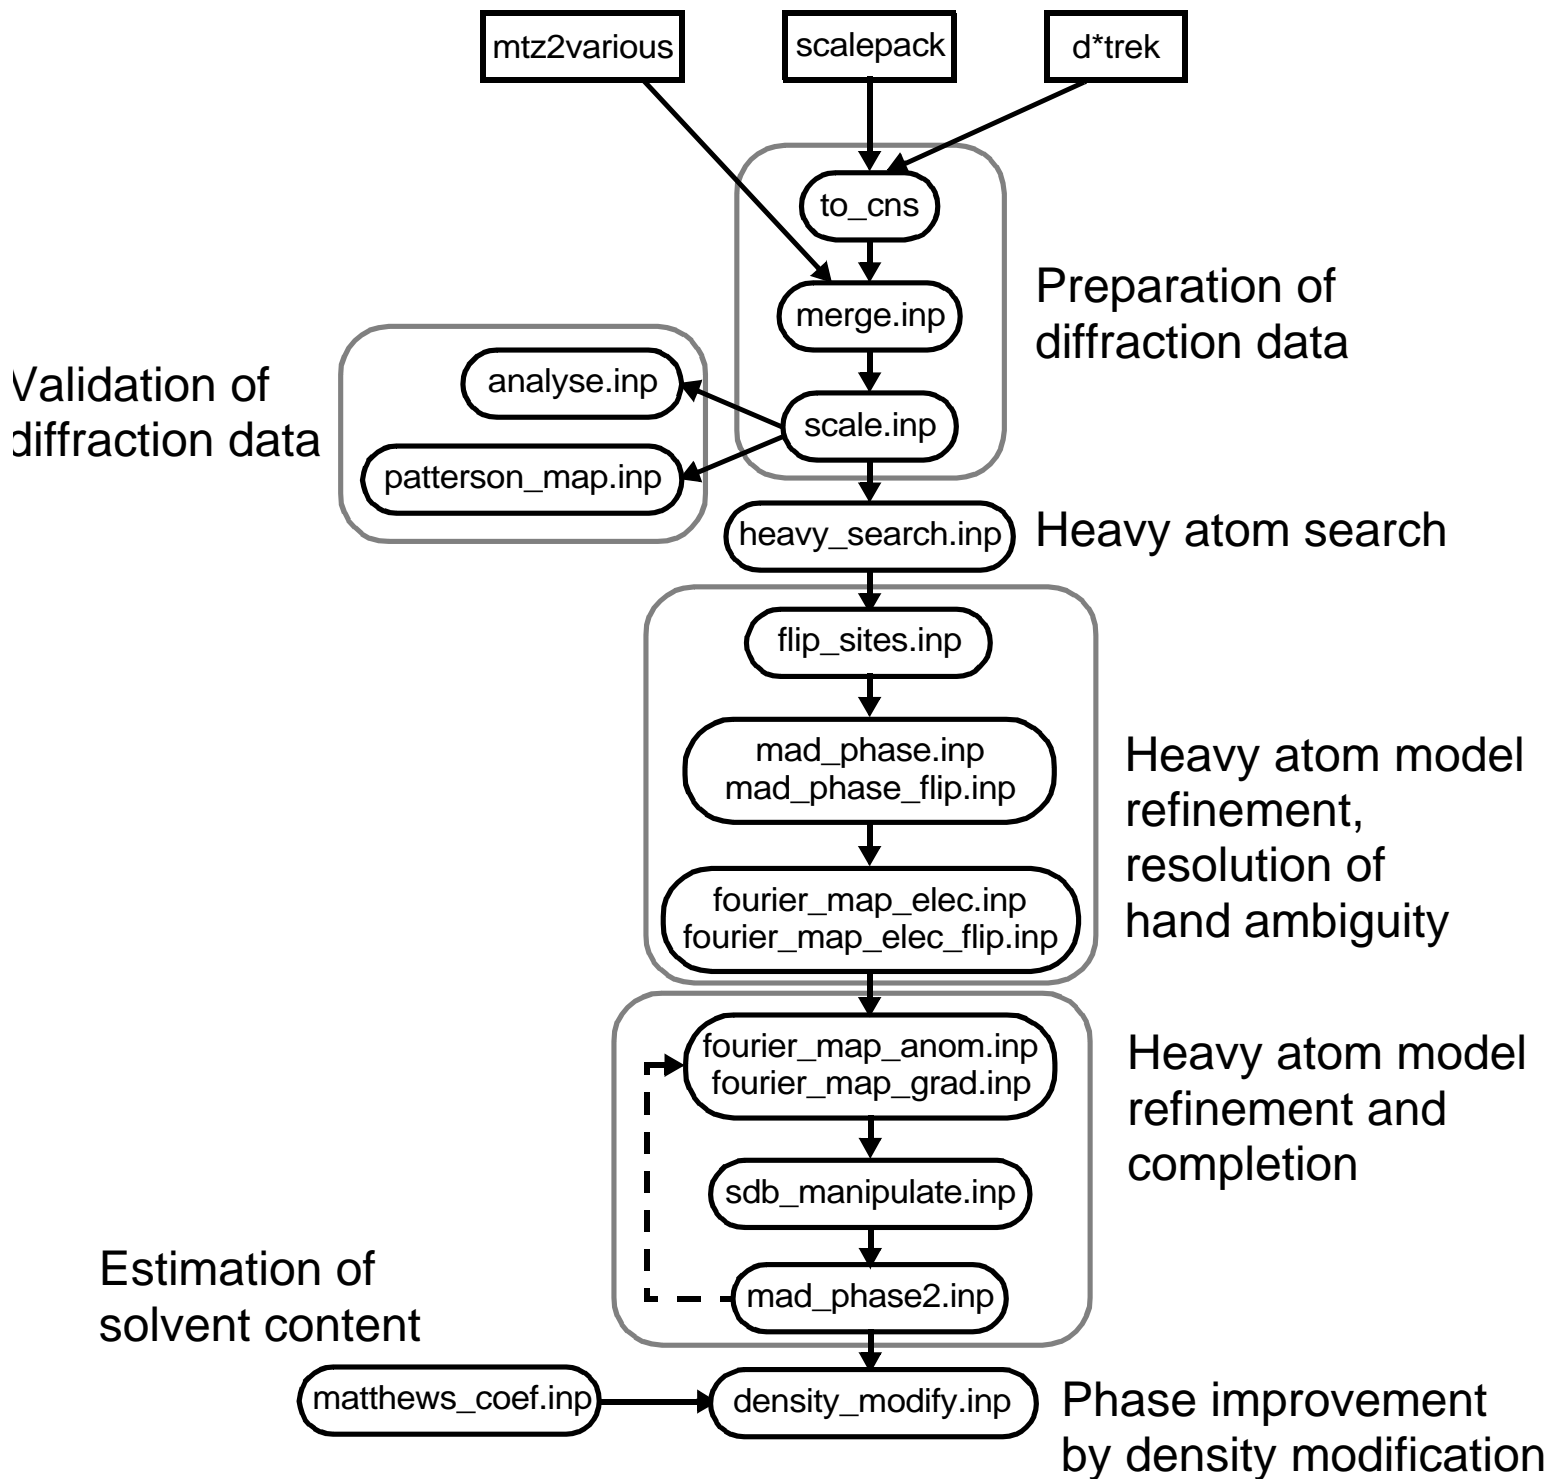 mtz2various
scalepack
d*trek
to_cns
merge.inp
Preparation of
diffraction data
Validation of
diffraction data
analyse.inp
scale.inp
patterson_map.inp
heavy_search.inp
Heavy atom search
flip_sites.inp
mad_phase.inp
mad_phase_flip.inp
Heavy atom model
refinement,
resolution of
hand ambiguity
fourier_map_elec.inp
fourier_map_elec_flip.inp
fourier_map_anom.inp
fourier_map_grad.inp
Heavy atom model
refinement and
completion
sdb_manipulate.inp
mad_phase2.inp
Estimation of
solvent content
matthews_coef.inp
density_modify.inp
Phase improvement
by density modification